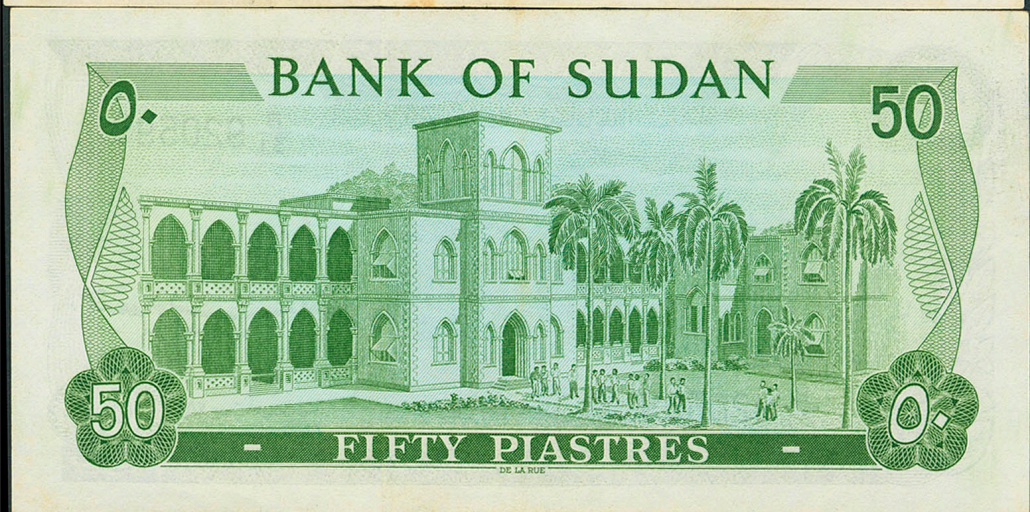 BANK OF SUDAN
٥٠
50
50
٥٠
- FIFTY PIASTRES -
DE LA RUE